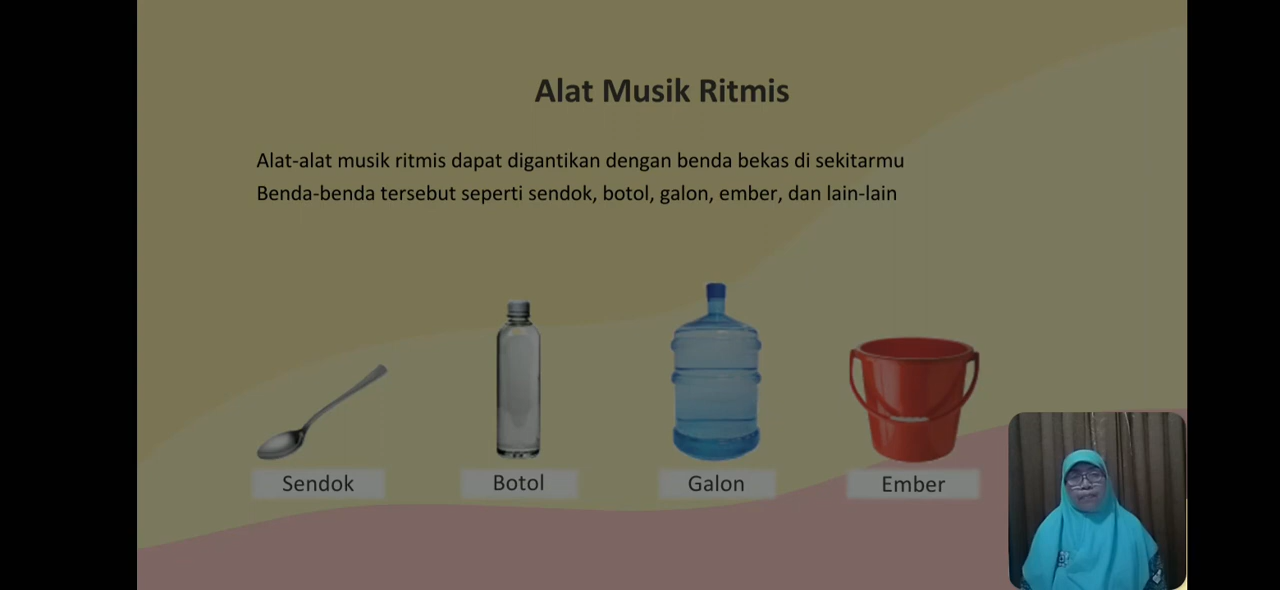 Alat Musik Ritmis
Alat-alat musik ritmis dapat digantikan dengan benda bekas di sekitarmu
Benda-benda tersebut seperti sendok, botol, galon, ember, dan lain-lain
Sendok
Botol
Galon
Ember